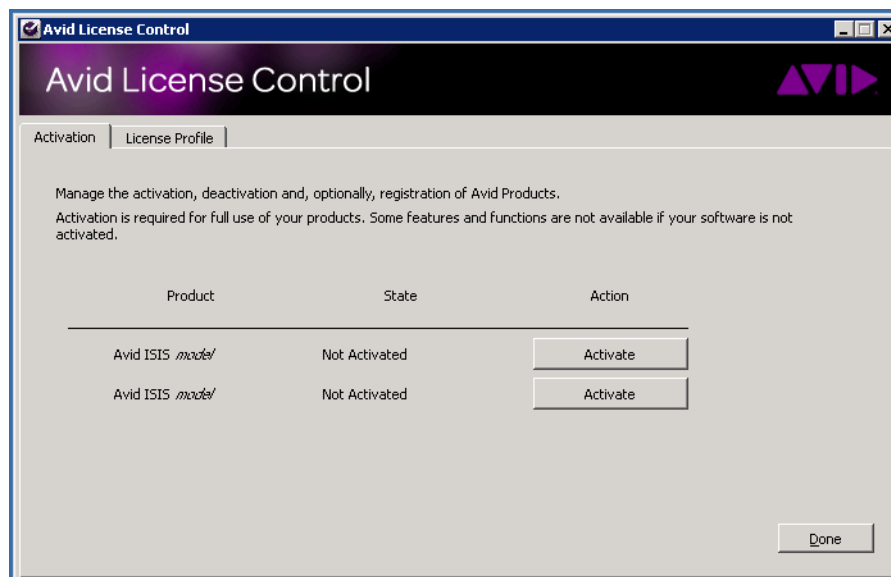 Avid License Control
Avid License Control
AVID
Activation License Profile
Manage the activation, deactivation and, optionally, registration of Avid Products.
Activation is required for full use of your products. Some features and functions are not available if your software is not
activated.
Product State Action
Avid ISIS model Not Activated Activate
Avid ISIS model Not Activated Activate
Done